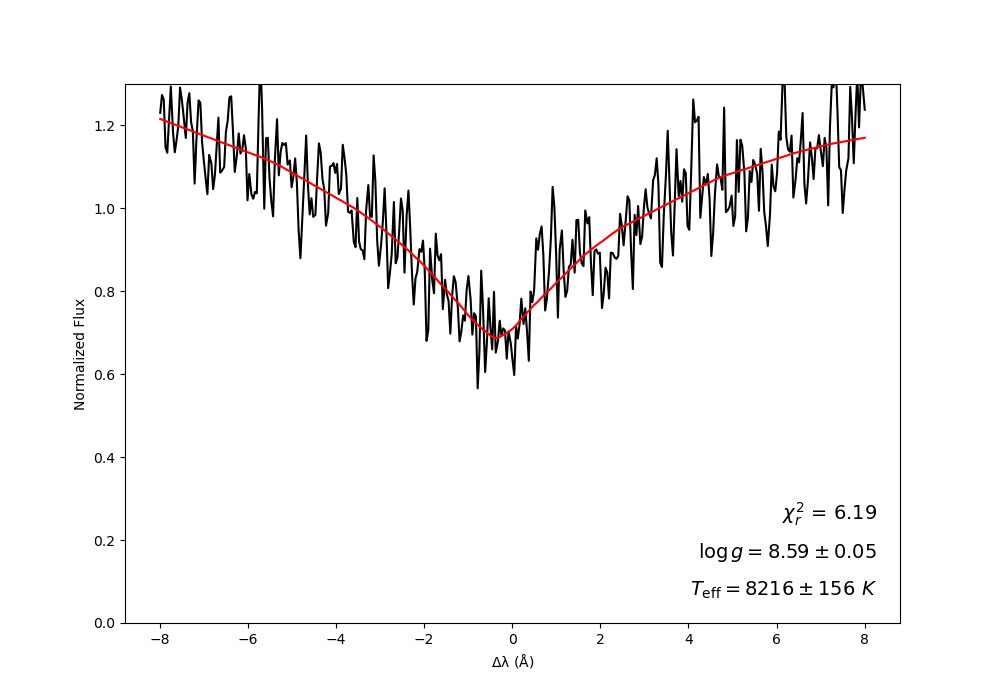 1.2
1.0
0.8
0.6
0.4
0.2
0.0
Normalized Flux
χ²ᵣ = 6.19
log g = 8.59 ± 0.05
T_eff = 8216 ± 156 K
−8 −6 −4 −2 0 2 4 6 8
Δλ (Å)